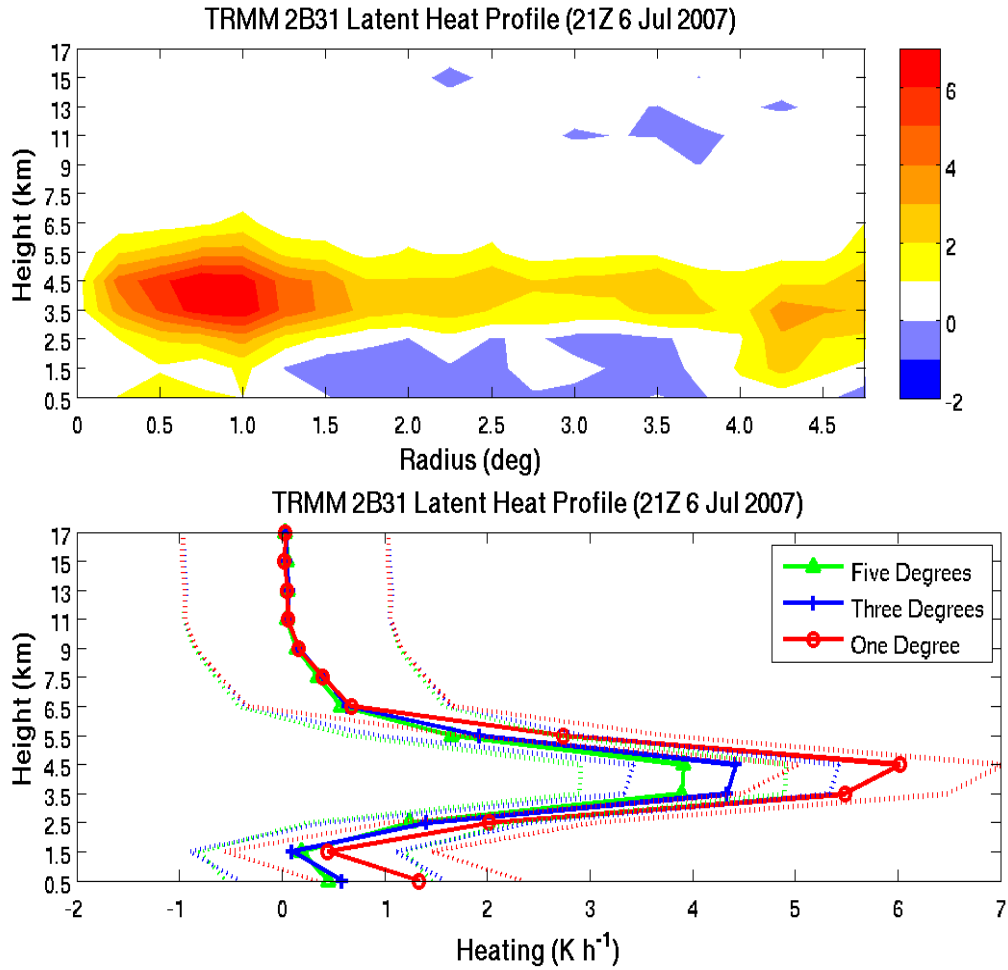 TRMM 2B31 Latent Heat Profile (21Z 6 Jul 2007)
Height (km)
17
15
13
11
9
7.5
6.5
5.5
4.5
3.5
2.5
1.5
0.5
0 0.5 1.0 1.5 2.0 2.5 3.0 3.5 4.0 4.5
Radius (deg)
6
4
2
0
-2
TRMM 2B31 Latent Heat Profile (21Z 6 Jul 2007)
Height (km)
17
15
13
11
9
7.5
6.5
5.5
4.5
3.5
2.5
1.5
0.5
-2 -1 0 1 2 3 4 5 6 7
Heating (K h⁻¹)
Five Degrees
Three Degrees
One Degree